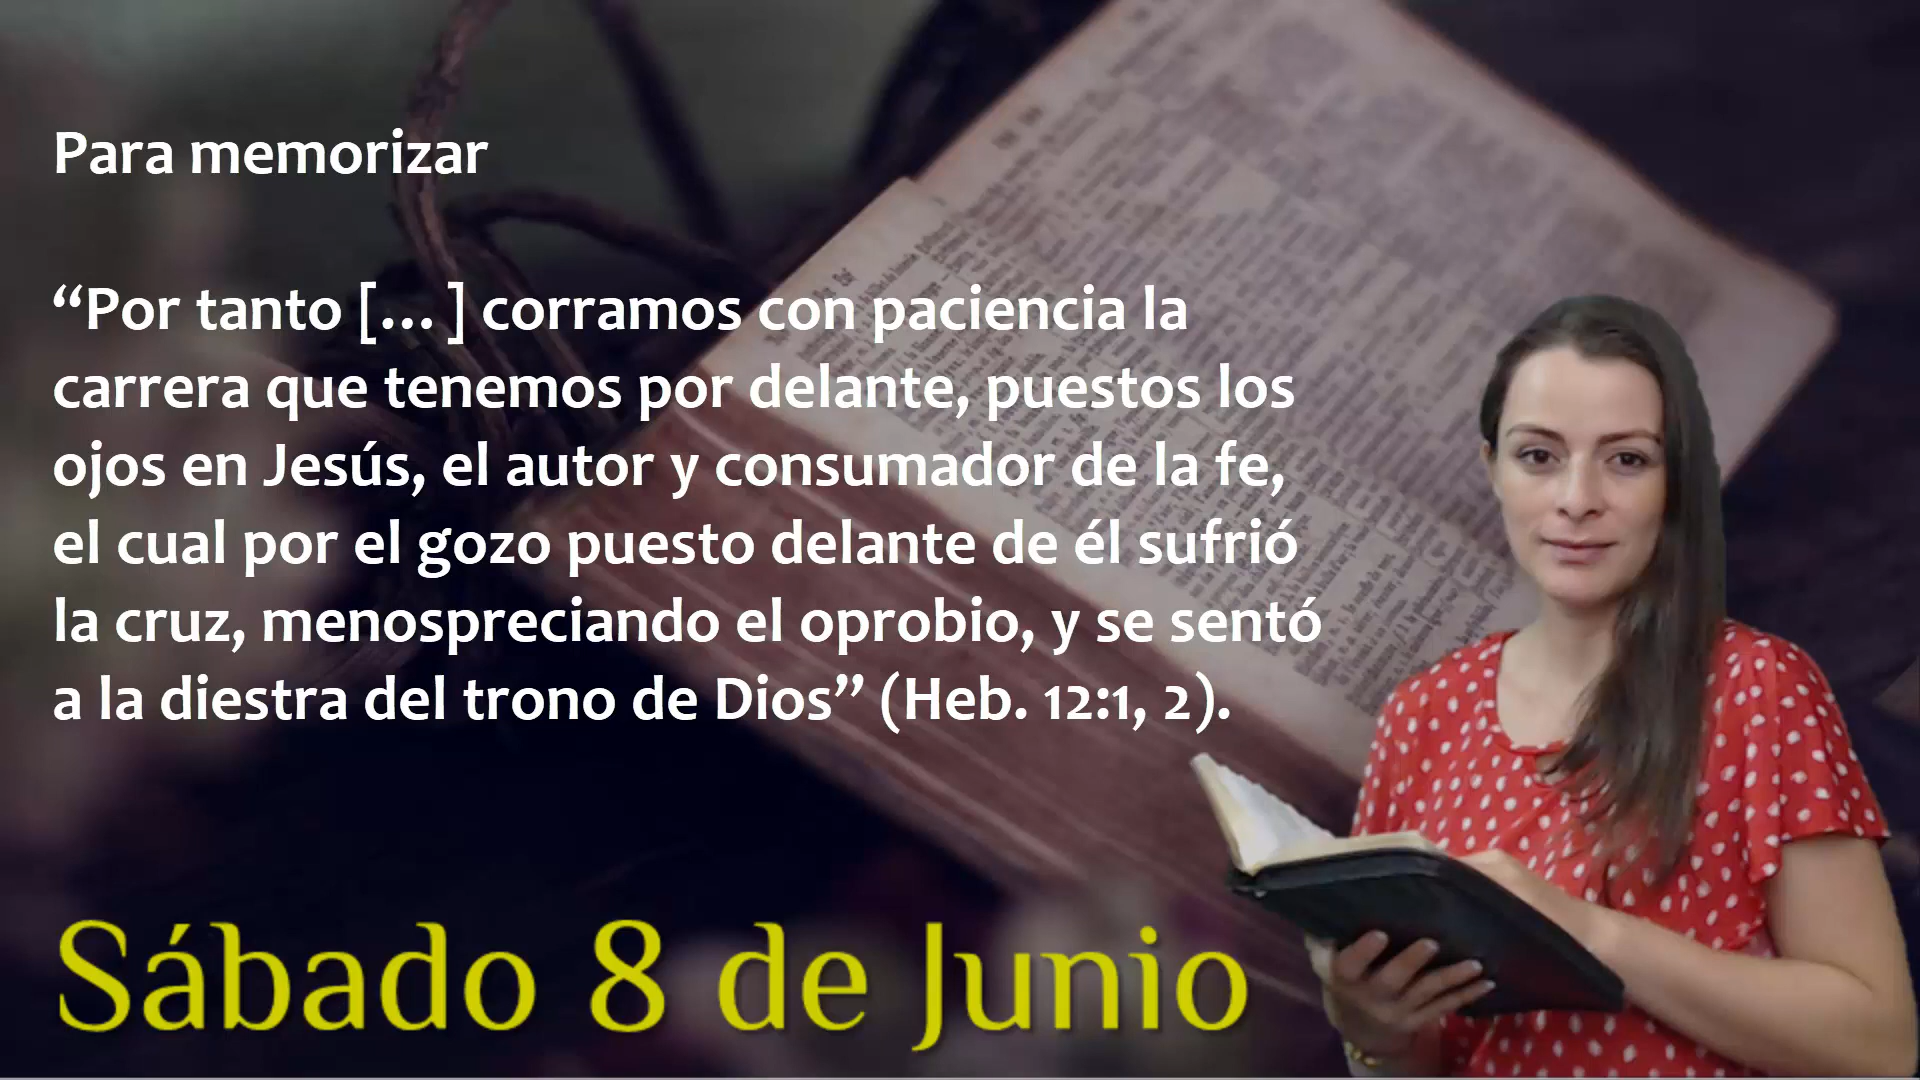 Para memorizar
“Por tanto […] corramos con paciencia la
carrera que tenemos por delante, puestos los
ojos en Jesús, el autor y consumador de la fe,
el cual por el gozo puesto delante de él sufrió
la cruz, menospreciando el oprobio, y se sentó
a la diestra del trono de Dios” (Heb. 12:1, 2).
Sábado 8 de Junio